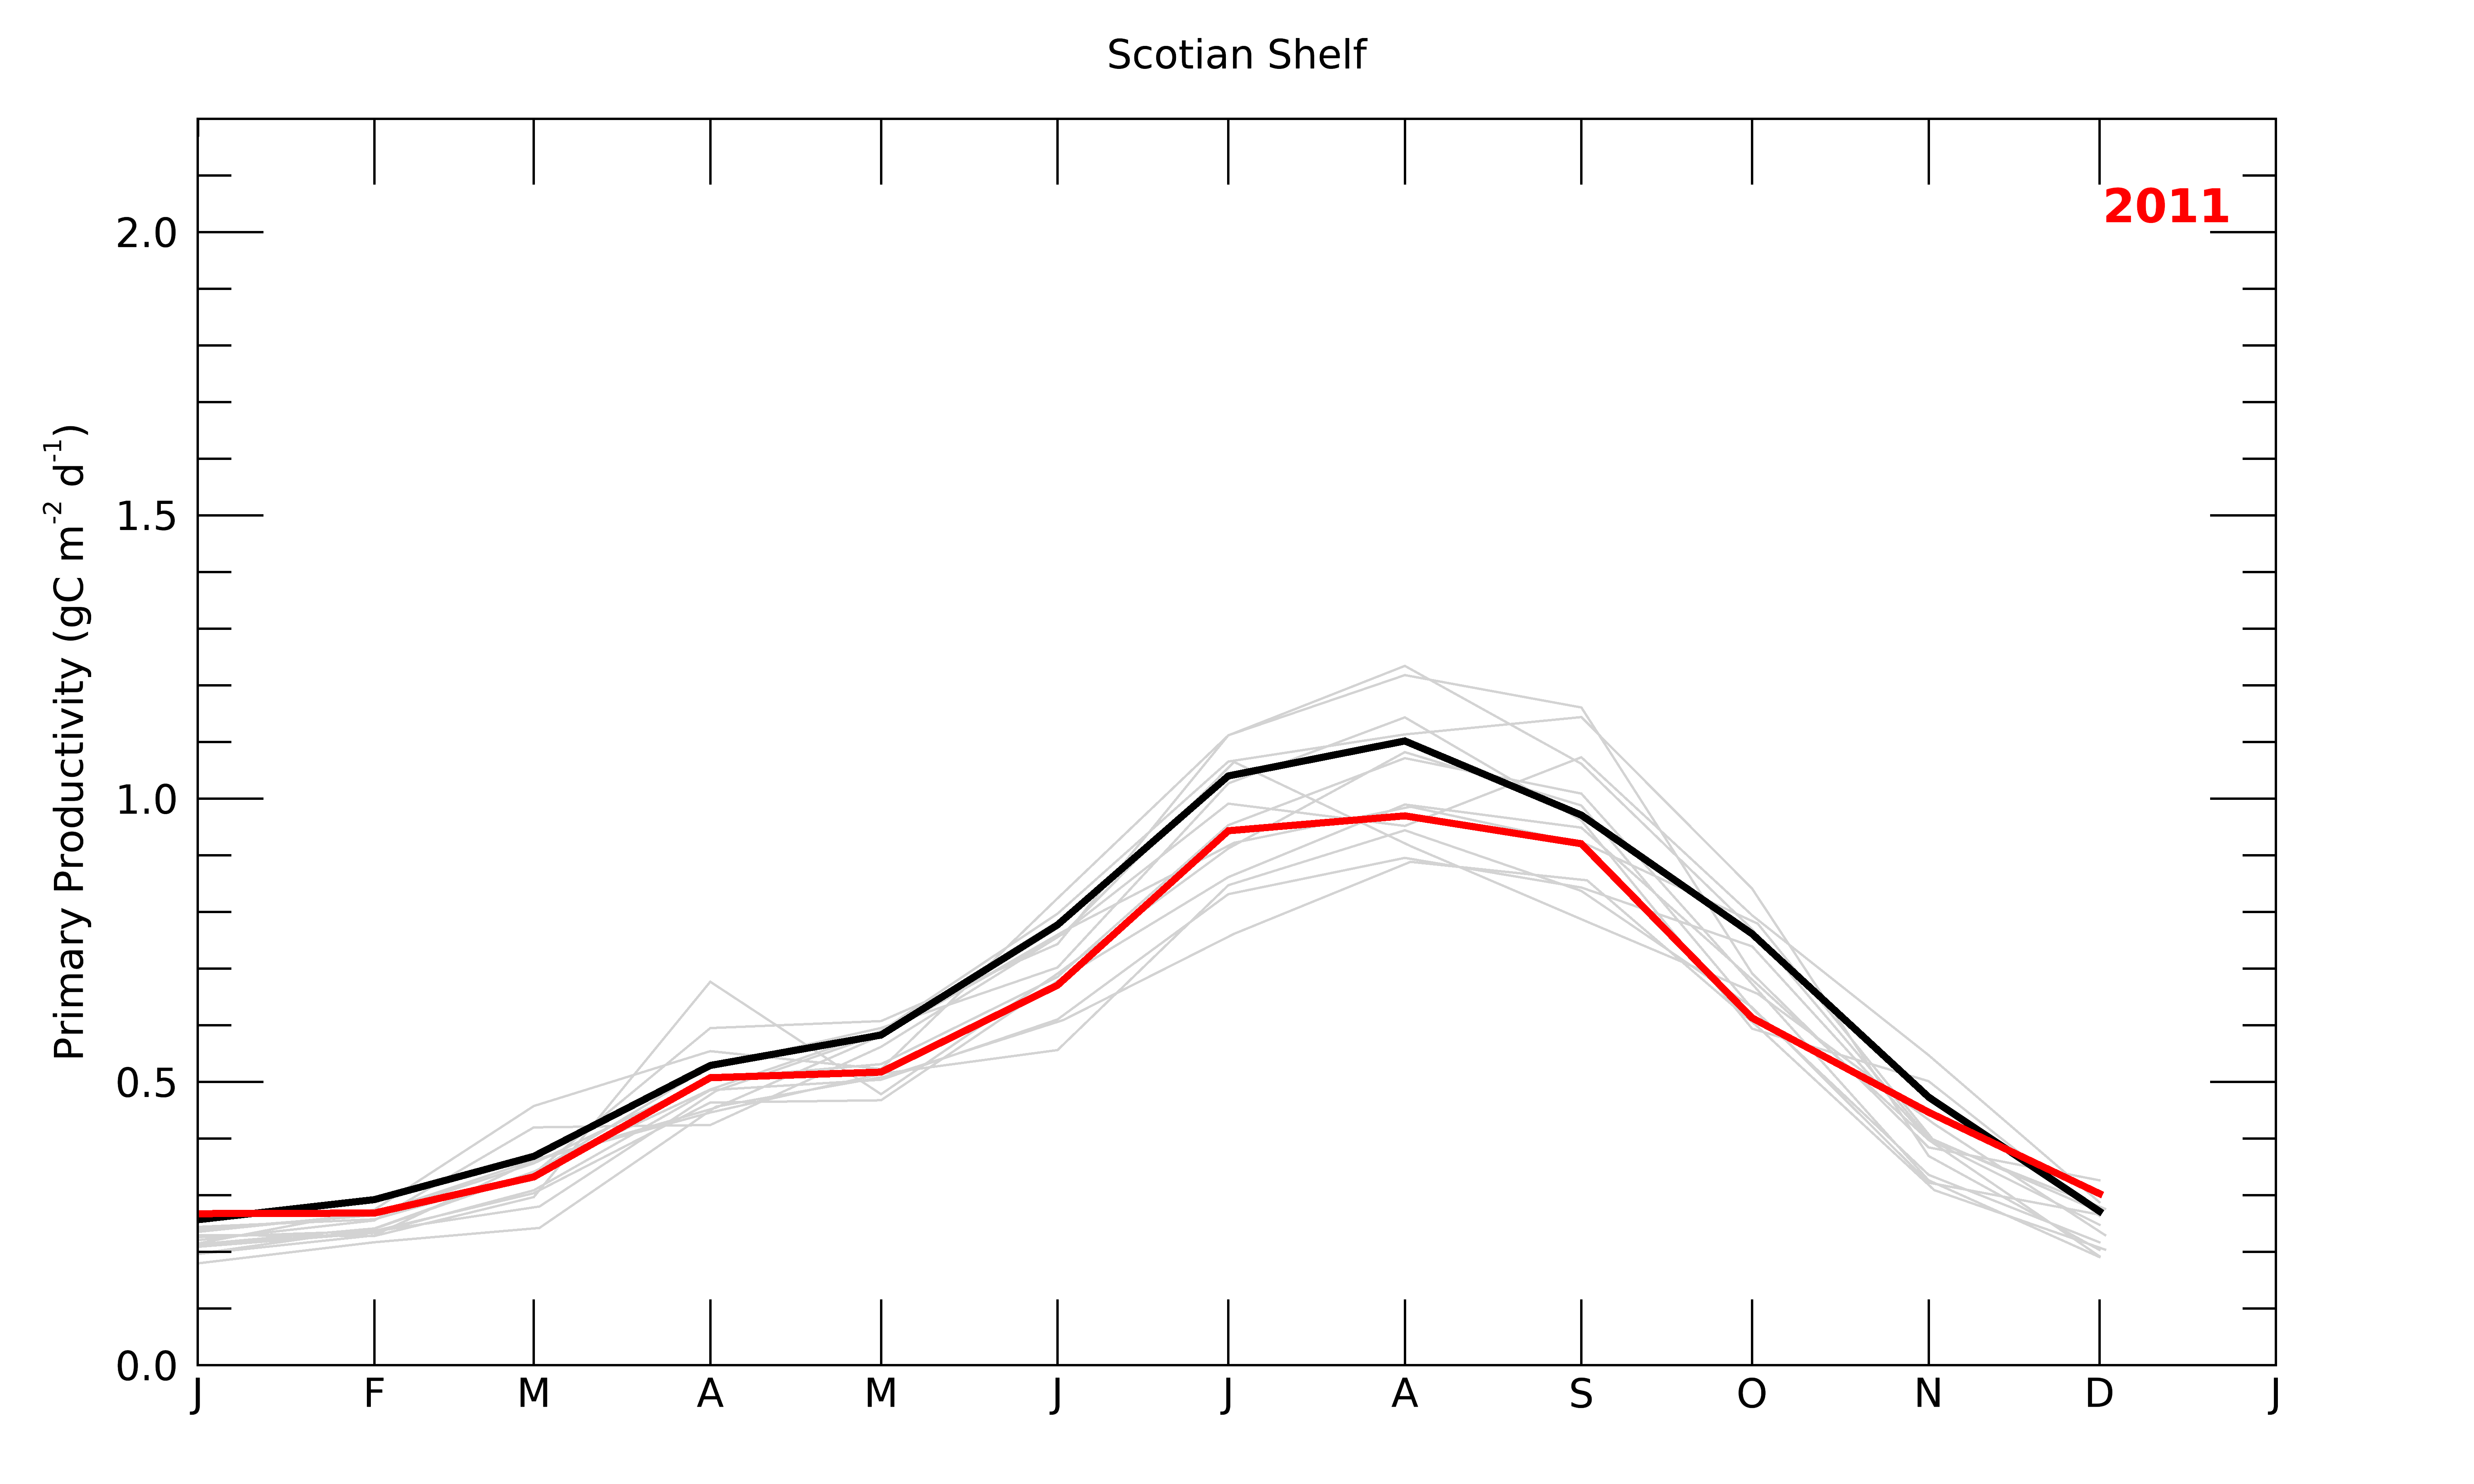 Scotian Shelf
2011
Primary Productivity (gC m-2 d-1)
2.0
1.5
1.0
0.5
0.0
J F M A M J J A S O N D J